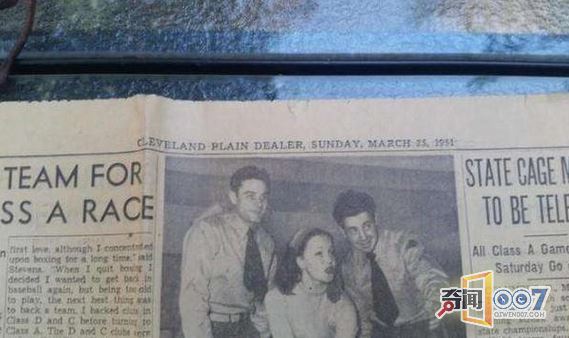 CLEVELAND PLAIN DEALER, SUNDAY, MARCH 25, 1951
TEAM FOR
SS A RACE
first love, although I concentrated
upon boxing for a long time," said
Stevens. "When I quit boxing I
decided I wanted to get back in
baseball again, but being too old
to play, the next best thing was
to back a team. I backed clubs in
Class D and C before turning to
Class A. The D and C clubs were
STATE CAGE
TO BE TELE
All Class A Game
Saturday Go
state championships.
奇闻007
QIWEN007.COM